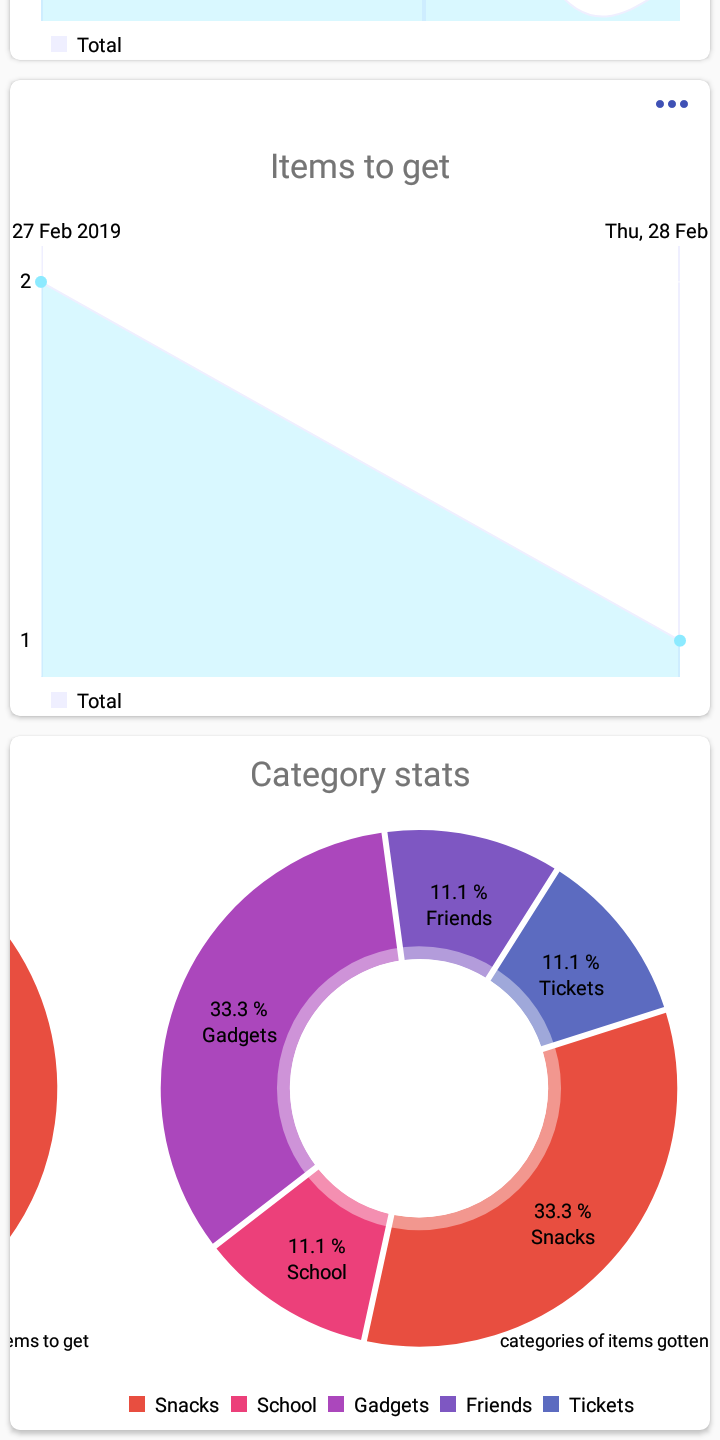 Total
Items to get
27 Feb 2019
Thu, 28 Feb
2
1
Total
Category stats
11.1 %
Friends
11.1 %
Tickets
33.3 %
Gadgets
33.3 %
Snacks
11.1 %
School
ems to get
categories of items gotten
Snacks School Gadgets Friends Tickets